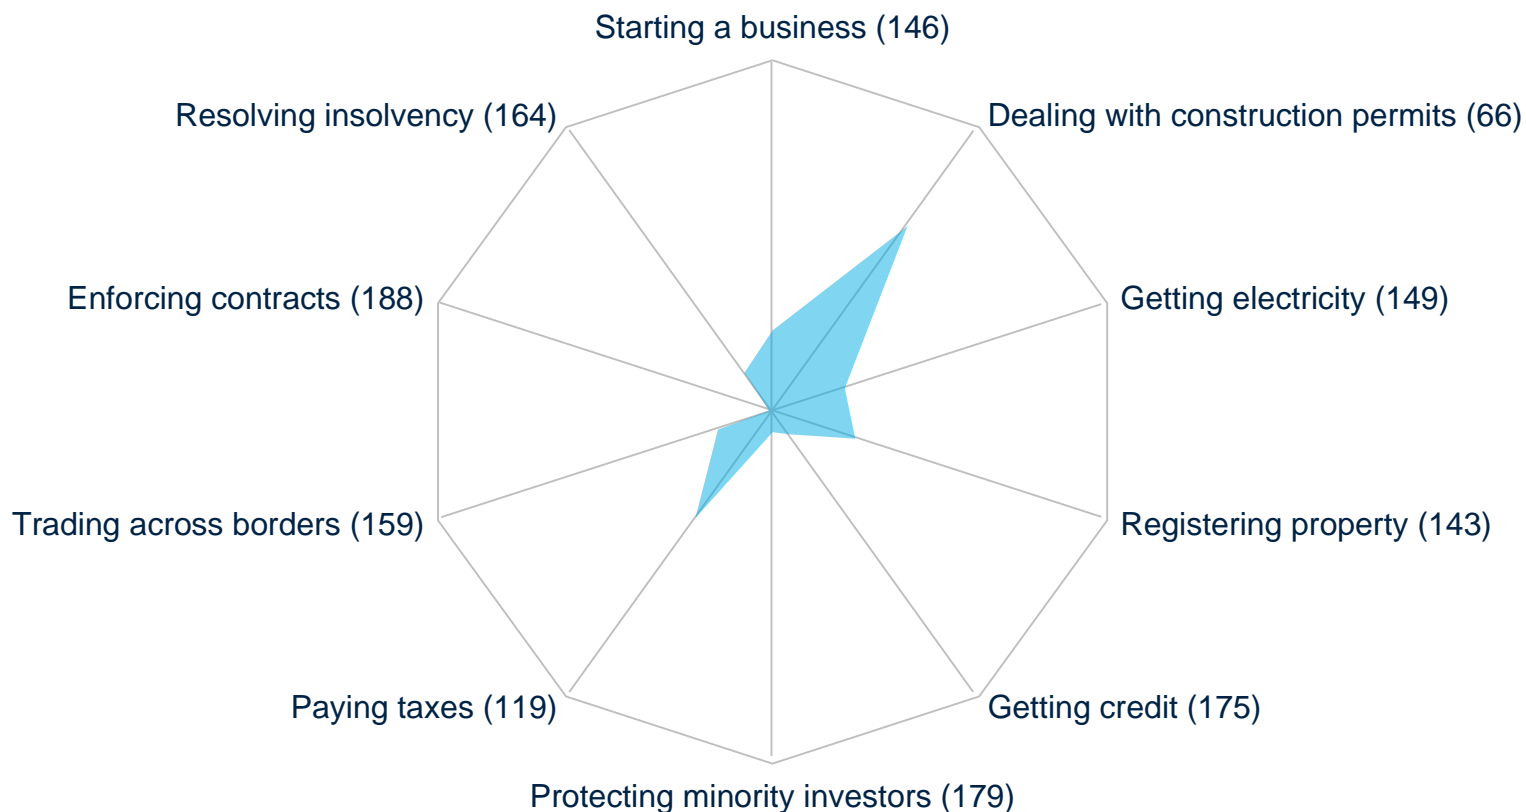 Starting a business (146)
Resolving insolvency (164)
Dealing with construction permits (66)
Enforcing contracts (188)
Getting electricity (149)
Trading across borders (159)
Registering property (143)
Paying taxes (119)
Getting credit (175)
Protecting minority investors (179)